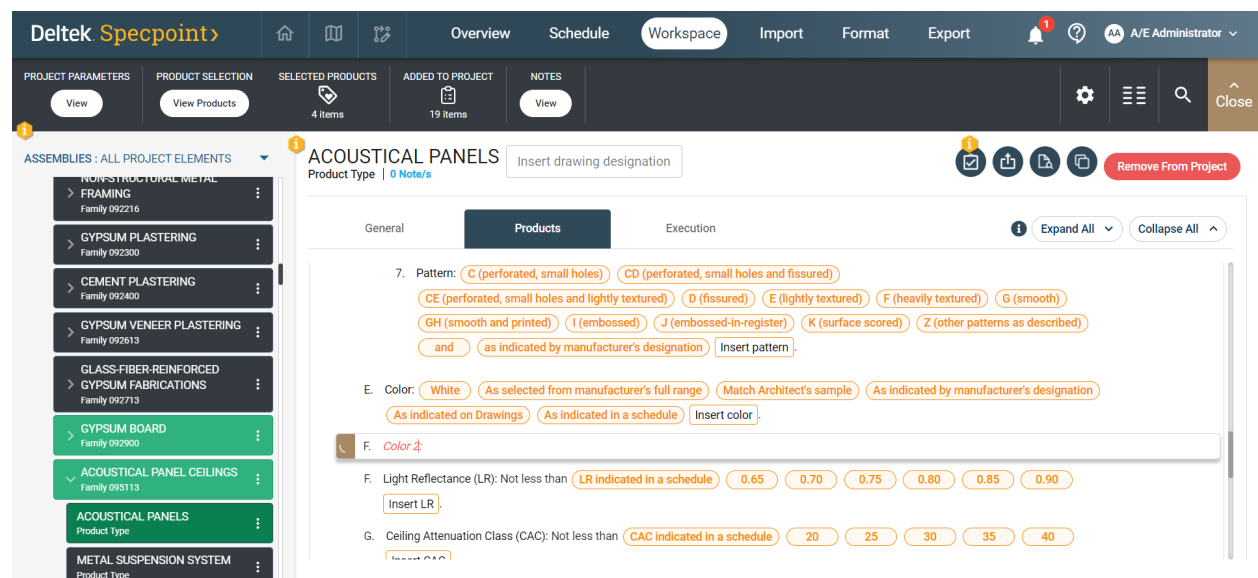 Deltek Specpoint> Overview Schedule Workspace Import Format Export 1 AA A/E Administrator
PROJECT PARAMETERS PRODUCT SELECTION SELECTED PRODUCTS ADDED TO PROJECT NOTES
View View Products 4 items 19 items View Close
ASSEMBLIES : ALL PROJECT ELEMENTS
NON-STRUCTURAL METAL
FRAMING
Family 092216
GYPSUM PLASTERING
Family 092300
CEMENT PLASTERING
Family 092400
GYPSUM VENEER PLASTERING
Family 092613
GLASS-FIBER-REINFORCED
GYPSUM FABRICATIONS
Family 092713
GYPSUM BOARD
Family 092900
ACOUSTICAL PANEL CEILINGS
Family 095113
ACOUSTICAL PANELS
Product Type
METAL SUSPENSION SYSTEM
Product Type
ACOUSTICAL PANELS Insert drawing designation
Product Type | 0 Note/s
Remove From Project
General Products Execution Expand All Collapse All
7. Pattern: C (perforated, small holes) CD (perforated, small holes and fissured)
CE (perforated, small holes and lightly textured) D (fissured) E (lightly textured) F (heavily textured) G (smooth)
GH (smooth and printed) I (embossed) J (embossed-in-register) K (surface scored) Z (other patterns as described)
and as indicated by manufacturer's designation Insert pattern .
E. Color: White As selected from manufacturer's full range Match Architect's sample As indicated by manufacturer's designation
As indicated on Drawings As indicated in a schedule Insert color .
F. Color 2:
F. Light Reflectance (LR): Not less than LR indicated in a schedule 0.65 0.70 0.75 0.80 0.85 0.90
Insert LR .
G. Ceiling Attenuation Class (CAC): Not less than CAC indicated in a schedule 20 25 30 35 40
Insert CAC